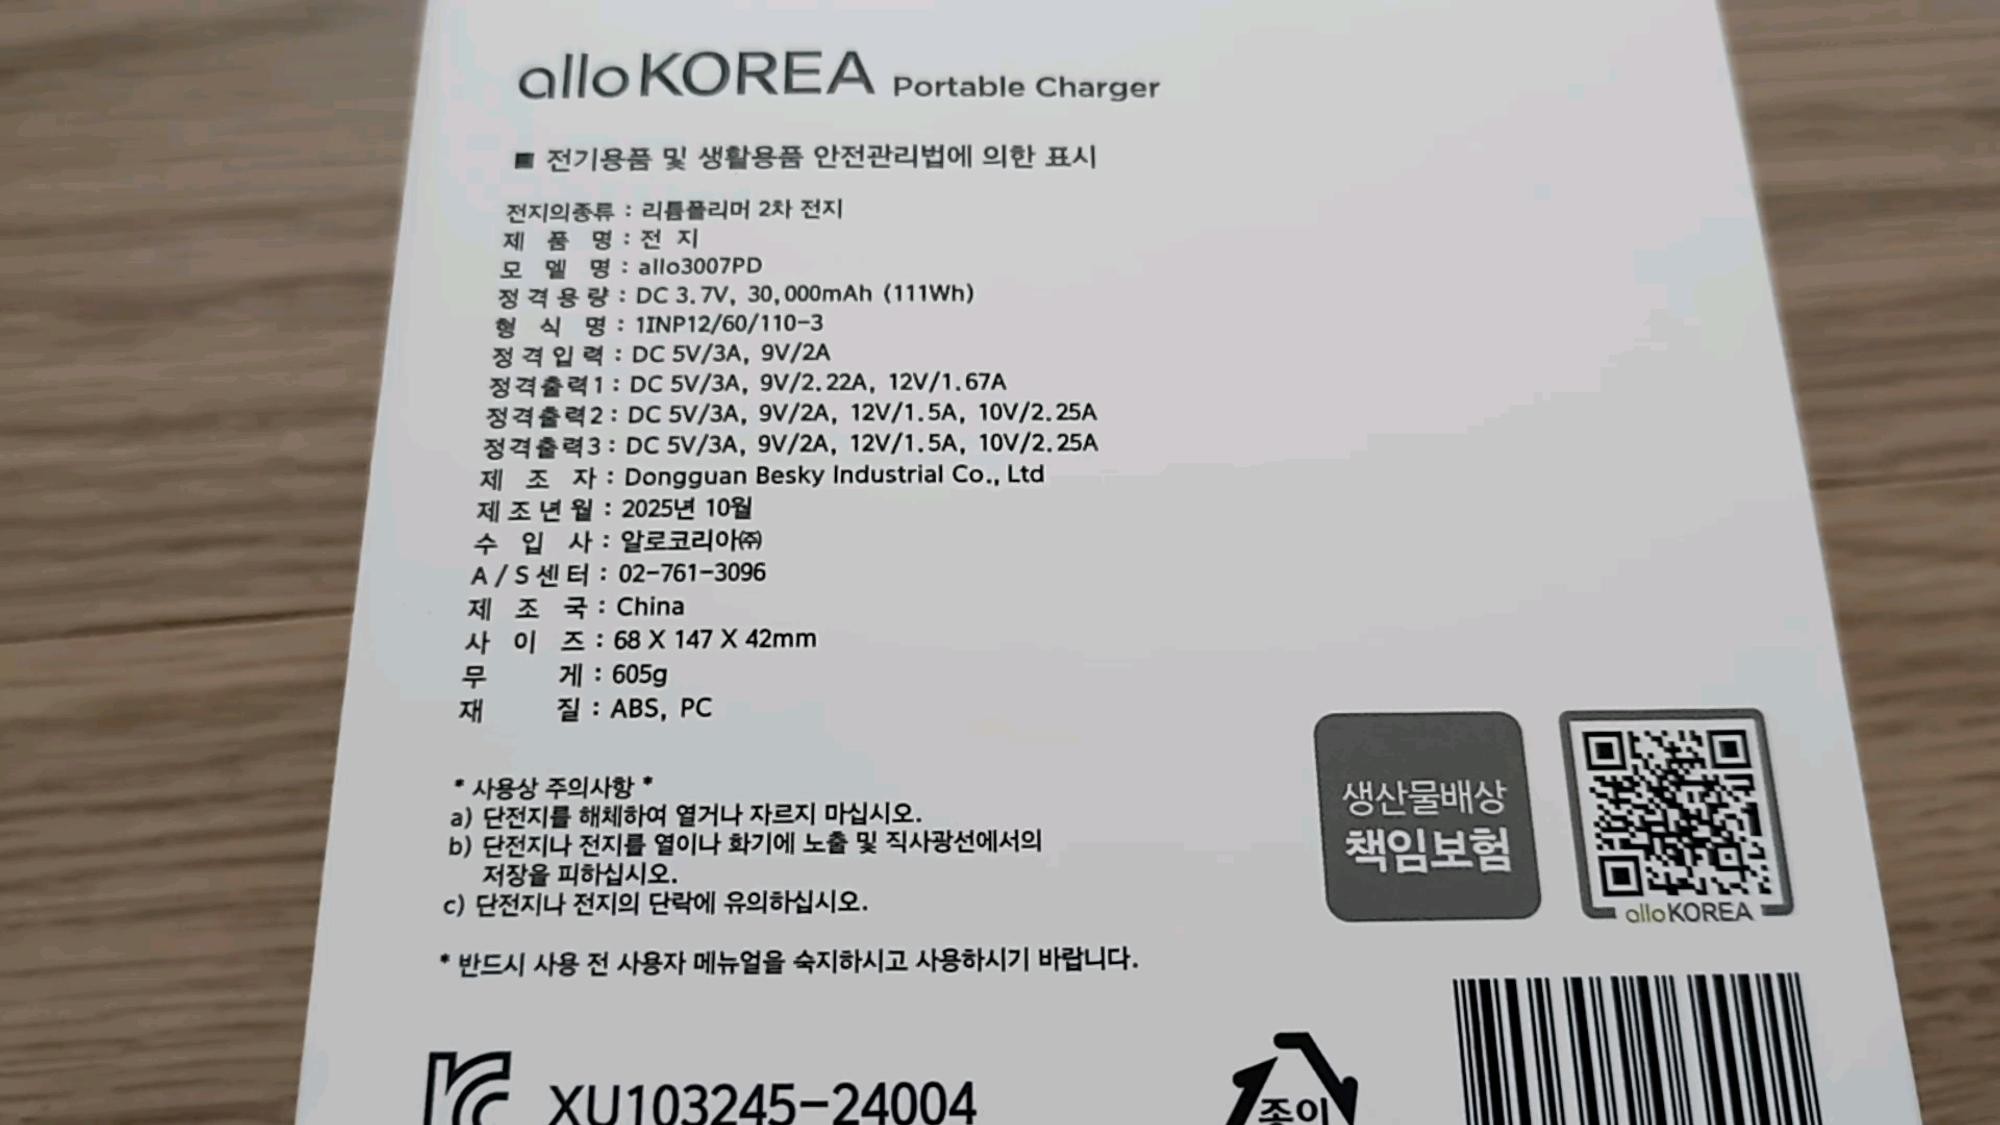 alloKOREA Portable Charger
■ 전기용품 및 생활용품 안전관리법에 의한 표시
전지의종류 : 리튬폴리머 2차 전지
제 품 명 : 전 지
모 델 명 : allo3007PD
정격용량 : DC 3.7V, 30,000mAh (111Wh)
형 식 명 : 1INP12/60/110-3
정격입력 : DC 5V/3A, 9V/2A
정격출력1 : DC 5V/3A, 9V/2.22A, 12V/1.67A
정격출력2 : DC 5V/3A, 9V/2A, 12V/1.5A, 10V/2.25A
정격출력3 : DC 5V/3A, 9V/2A, 12V/1.5A, 10V/2.25A
제 조 자 : Dongguan Besky Industrial Co., Ltd
제조년월 : 2025년 10월
수 입 사 : 알로코리아㈜
A/S센터 : 02-761-3096
제 조 국 : China
사 이 즈 : 68 X 147 X 42mm
무 게 : 605g
재 질 : ABS, PC
* 사용상 주의사항 *
a) 단전지를 해체하여 열거나 자르지 마십시오.
b) 단전지나 전지를 열이나 화기에 노출 및 직사광선에서의
저장을 피하십시오.
c) 단전지나 전지의 단락에 유의하십시오.
* 반드시 사용 전 사용자 메뉴얼을 숙지하시고 사용하시기 바랍니다.
생산물배상
책임보험
alloKOREA
XU103245-24004
종이